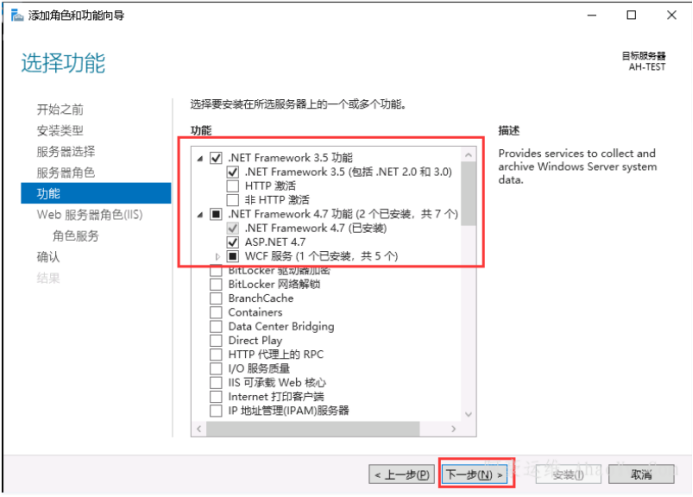 添加角色和功能向导
选择功能
目标服务器
AH-TEST
开始之前
安装类型
服务器选择
服务器角色
功能
Web 服务器角色(IIS)
角色服务
确认
结果
选择要安装在所选服务器上的一个或多个功能。
功能
.NET Framework 3.5 功能
.NET Framework 3.5 (包括 .NET 2.0 和 3.0)
HTTP 激活
非 HTTP 激活
.NET Framework 4.7 功能 (2 个已安装，共 7 个)
.NET Framework 4.7 (已安装)
ASP.NET 4.7
WCF 服务 (1 个已安装，共 5 个)
BitLocker 驱动器加密
BitLocker 网络解锁
BranchCache
Containers
Data Center Bridging
Direct Play
HTTP 代理上的 RPC
I/O 服务质量
IIS 可承载 Web 核心
Internet 打印客户端
IP 地址管理(IPAM)服务器
描述
Provides services to collect and
archive Windows Server system
data.
< 上一步(P)
下一步(N) >
安装(I)
取消